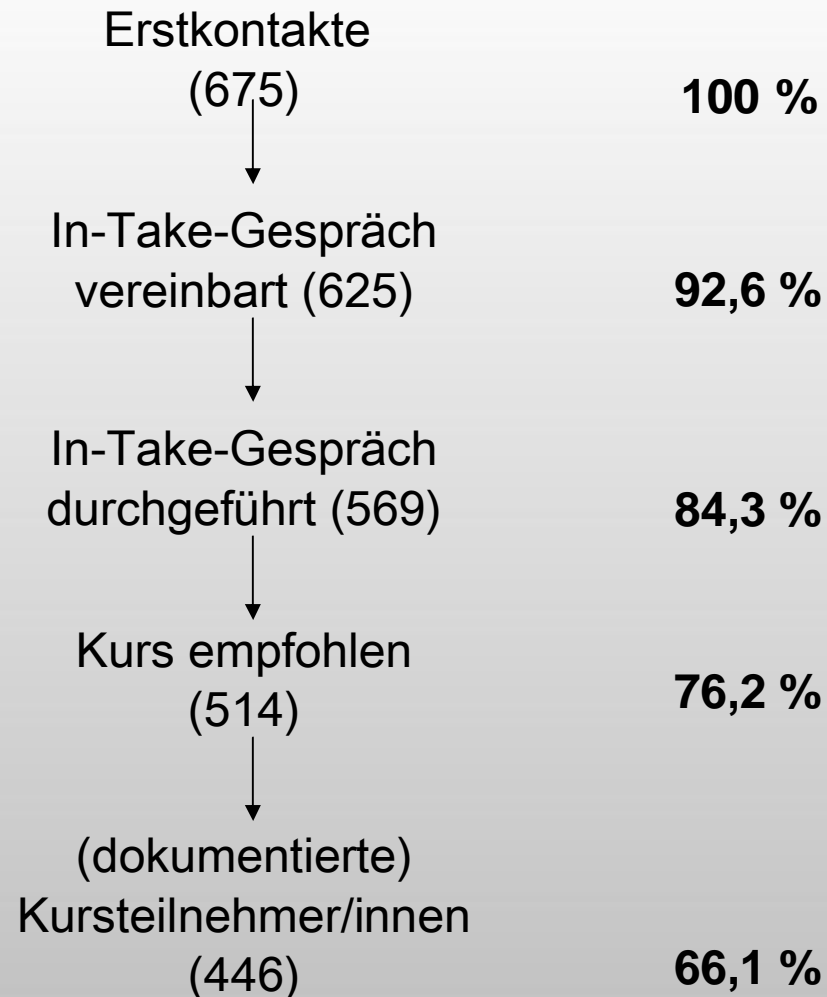 Erstkontakte
(675)
100 %
In-Take-Gespräch
vereinbart (625)
92,6 %
In-Take-Gespräch
durchgeführt (569)
84,3 %
Kurs empfohlen
(514)
76,2 %
(dokumentierte)
Kursteilnehmer/innen
(446)
66,1 %